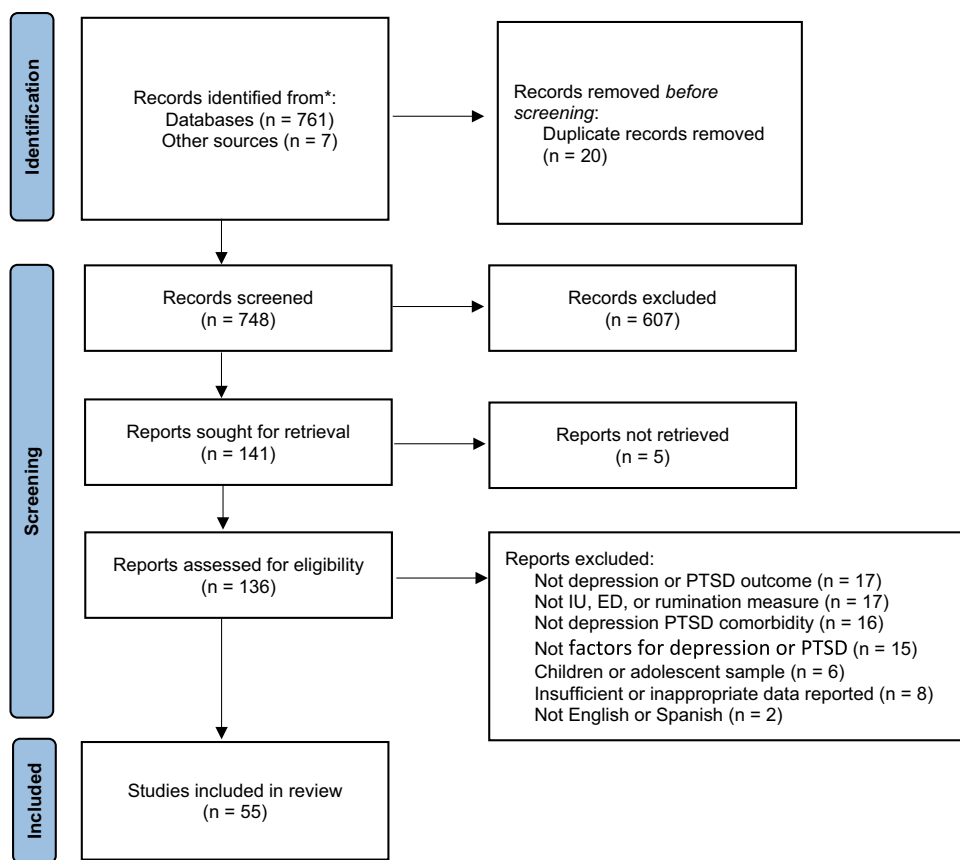 Identification
Records identified from*:
Databases (n = 761)
Other sources (n = 7)
Records removed before
screening:
Duplicate records removed
(n = 20)
Screening
Records screened
(n = 748)
Records excluded
(n = 607)
Reports sought for retrieval
(n = 141)
Reports not retrieved
(n = 5)
Reports assessed for eligibility
(n = 136)
Reports excluded:
Not depression or PTSD outcome (n = 17)
Not IU, ED, or rumination measure (n = 17)
Not depression PTSD comorbidity (n = 16)
Not factors for depression or PTSD (n = 15)
Children or adolescent sample (n = 6)
Insufficient or inappropriate data reported (n = 8)
Not English or Spanish (n = 2)
Included
Studies included in review
(n = 55)